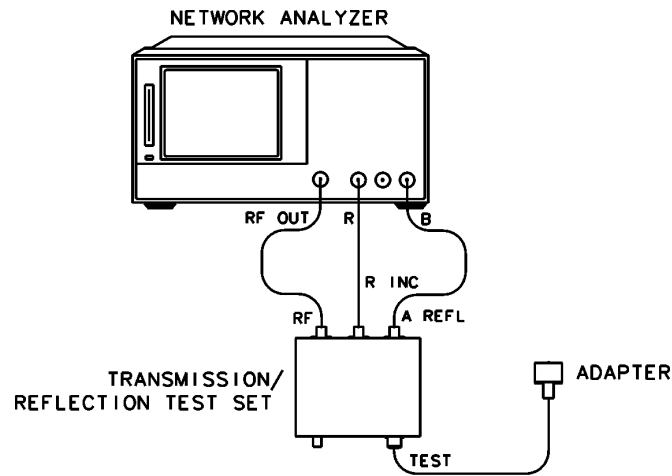 NETWORK ANALYZER
RF OUT
R
B
R INC
RF
A REFL
TRANSMISSION/
REFLECTION TEST SET
ADAPTER
TEST